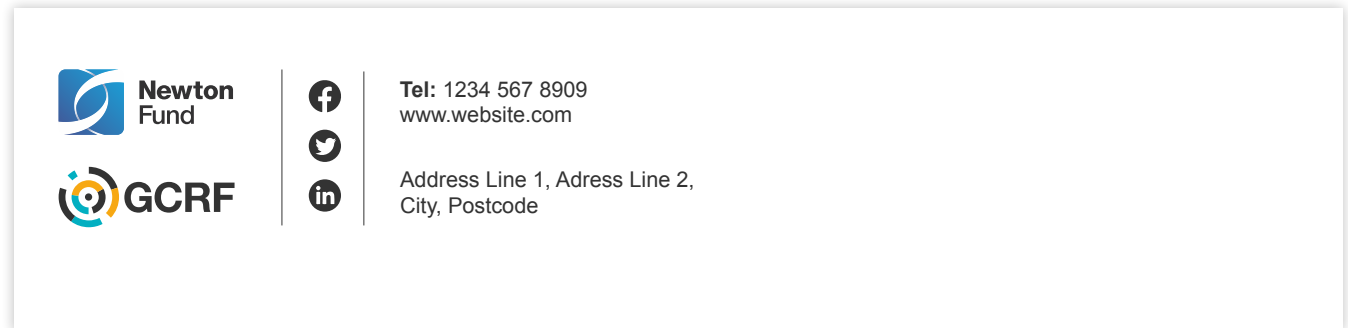 Newton
Fund
GCRF
Tel: 1234 567 8909
www.website.com
Address Line 1, Adress Line 2,
City, Postcode